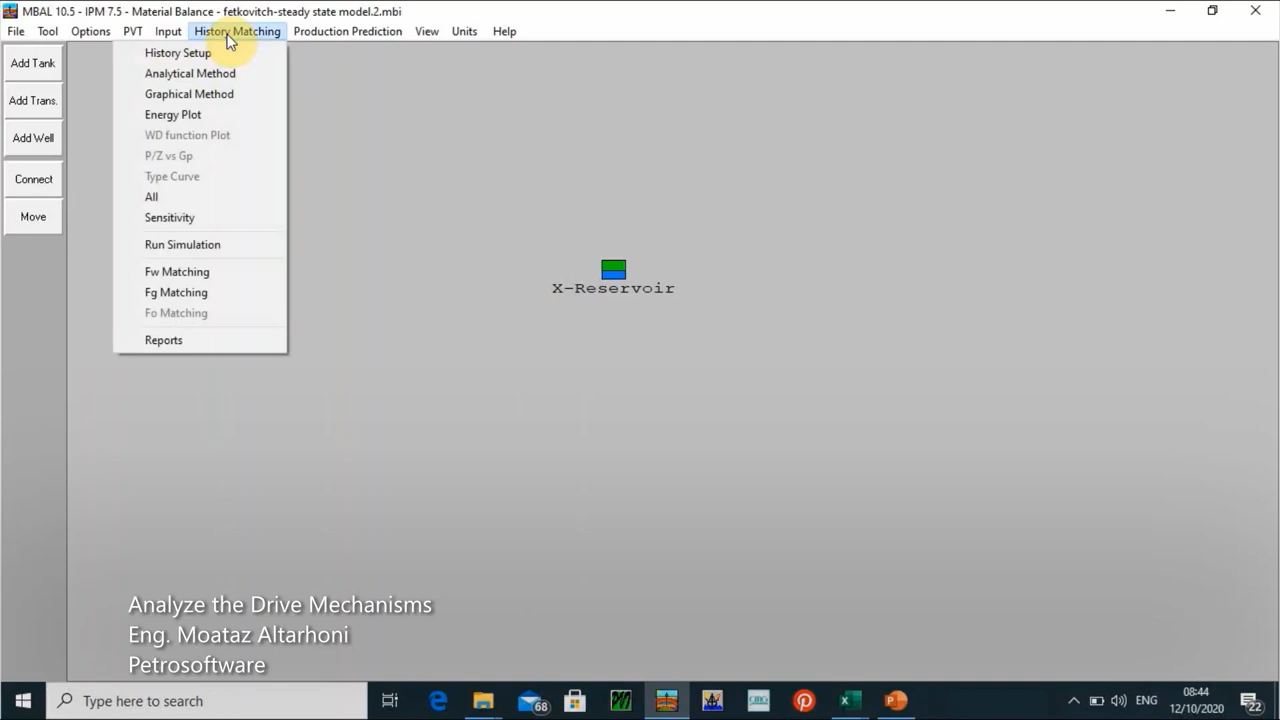 MBAL 10.5 - IPM 7.5 - Material Balance - fetkovitch-steady state model.2.mbi
File Tool Options PVT Input History Matching Production Prediction View Units Help
Add Tank
Add Trans.
Add Well
Connect
Move
History Setup
Analytical Method
Graphical Method
Energy Plot
WD function Plot
P/Z vs Gp
Type Curve
All
Sensitivity
Run Simulation
Fw Matching
Fg Matching
Fo Matching
Reports
X-Reservoir
Analyze the Drive Mechanisms
Eng. Moataz Altarhoni
Petrosoftware
Type here to search
68
ENG
08:44
12/10/2020
22